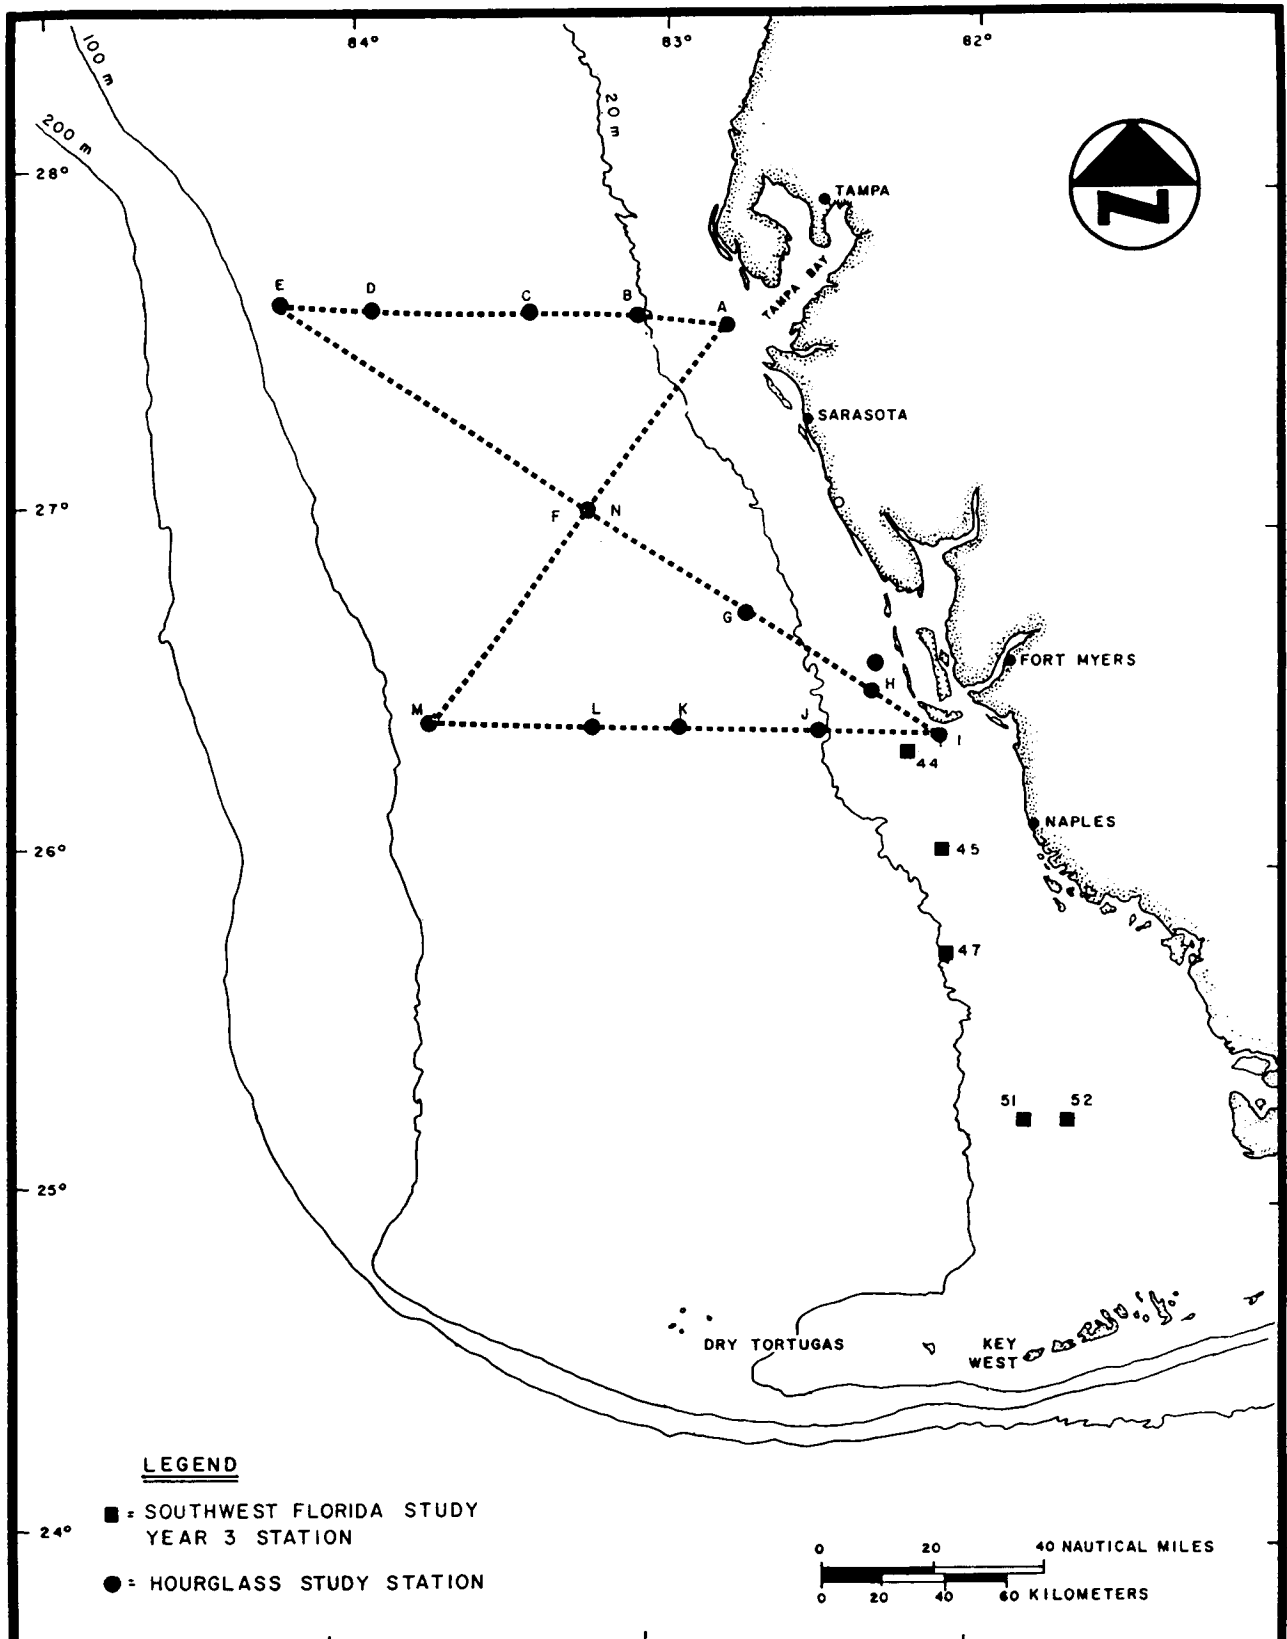 84°
83°
82°
100 m
200 m
20 m
28°
TAMPA
TAMPA BAY
E
D
C
B
A
N
SARASOTA
27°
F
N
G
FORT MYERS
H
M
L
K
J
I
44
NAPLES
26°
45
47
51
52
25°
DRY TORTUGAS
KEY
WEST
LEGEND
= SOUTHWEST FLORIDA STUDY
YEAR 3 STATION
= HOURGLASS STUDY STATION
24°
0 20 40 NAUTICAL MILES
0 20 40 60 KILOMETERS